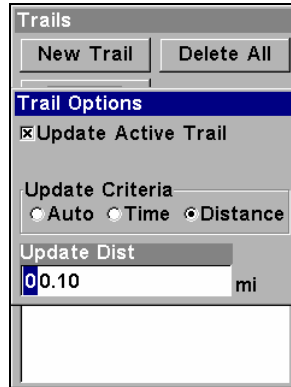 Trails
New Trail Delete All
Trail Options
Update Active Trail
Update Criteria
Auto Time Distance
Update Dist
00.10 mi